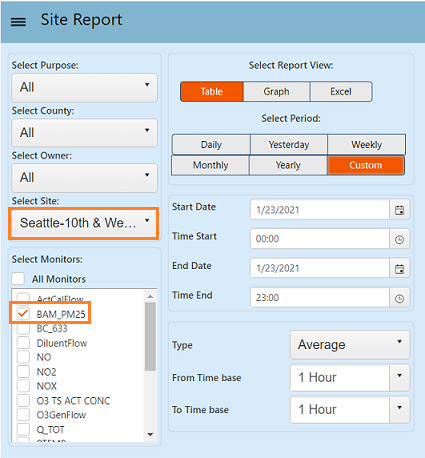 Site Report
Select Purpose:
All
Select County:
All
Select Owner:
All
Select Site:
Seattle-10th & We...
Select Monitors:
All Monitors
ActCalFlow
BAM_PM25
BC_633
DiluentFlow
NO
NO2
NOX
O3 TS ACT CONC
O3GenFlow
Q_TOT
Select Report View:
Table Graph Excel
Select Period:
Daily Yesterday Weekly
Monthly Yearly Custom
Start Date 1/23/2021
Time Start 00:00
End Date 1/23/2021
Time End 23:00
Type Average
From Time base 1 Hour
To Time base 1 Hour